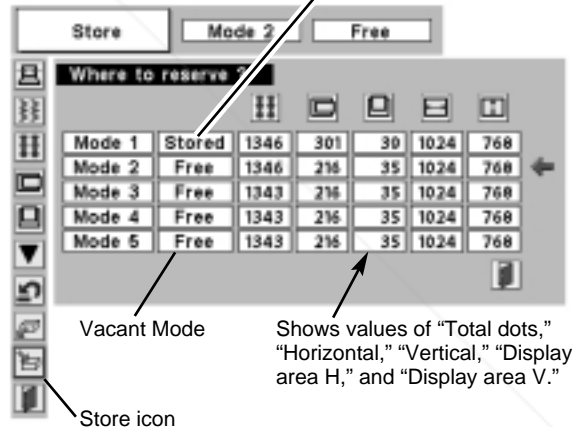 Store Mode 2 Free
Where to reserve ?
Mode 1 Stored 1346 301 30 1024 768
Mode 2 Free 1346 216 35 1024 768
Mode 3 Free 1343 216 35 1024 768
Mode 4 Free 1343 216 35 1024 768
Mode 5 Free 1343 216 35 1024 768
Vacant Mode
Shows values of “Total dots,”
“Horizontal,” “Vertical,” “Display
area H,” and “Display area V.”
Store icon